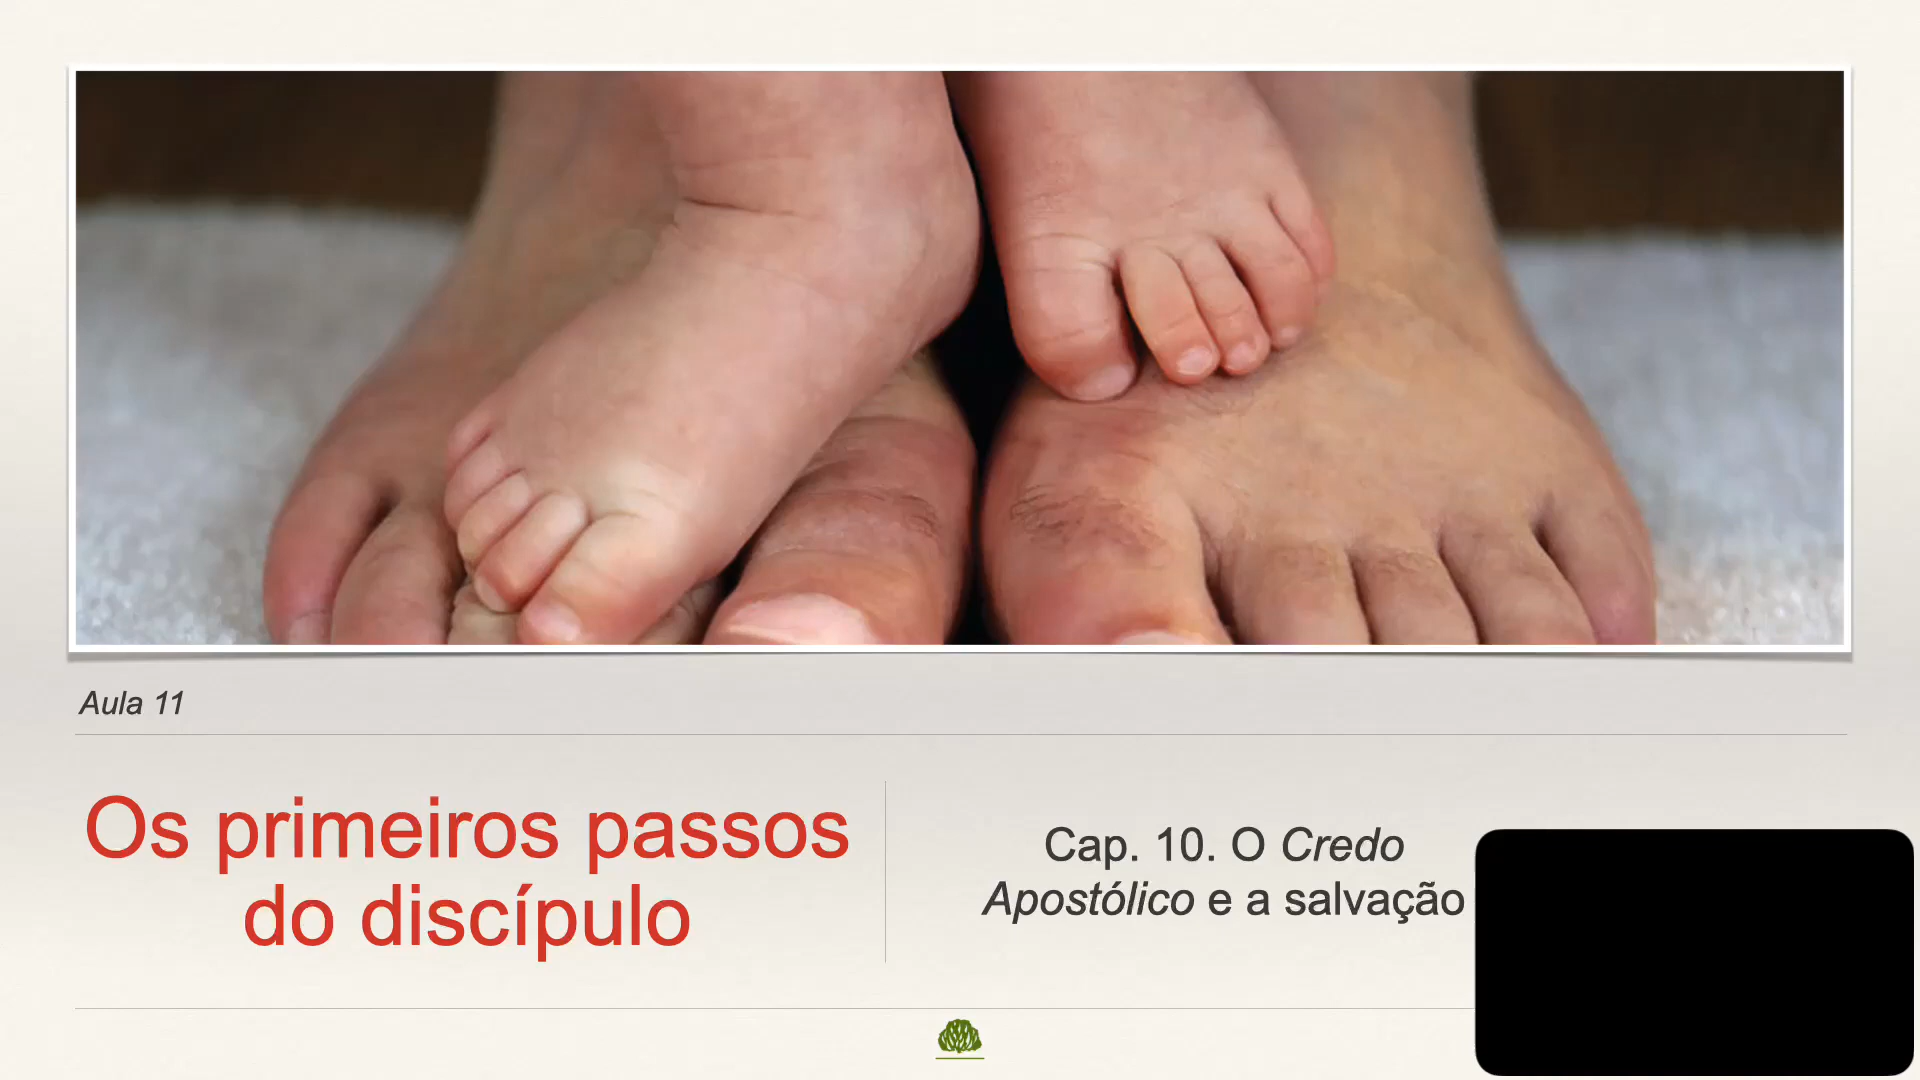 Aula 11
Os primeiros passos
do discípulo
Cap. 10. O Credo
Apostólico e a salvação